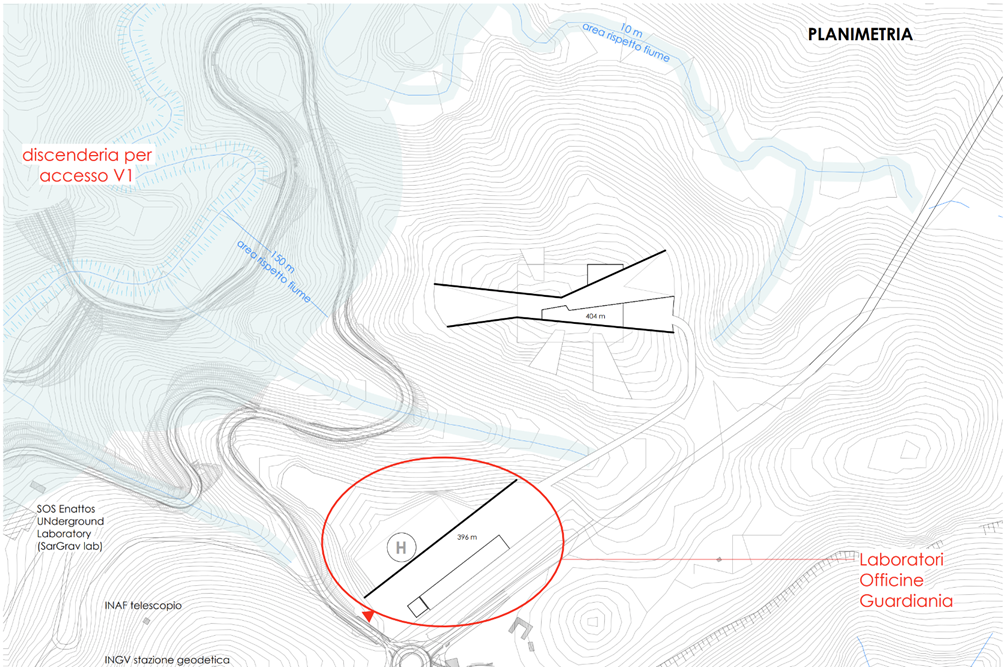 PLANIMETRIA
10 m
area rispetto fiume
discenderia per
accesso V1
150 m
area rispetto fiume
404 m
SOS Enattos
UNderground
Laboratory
(SarGrav lab)
H
396 m
Laboratori
Officine
Guardiania
INAF telescopio
INGV stazione geodetica